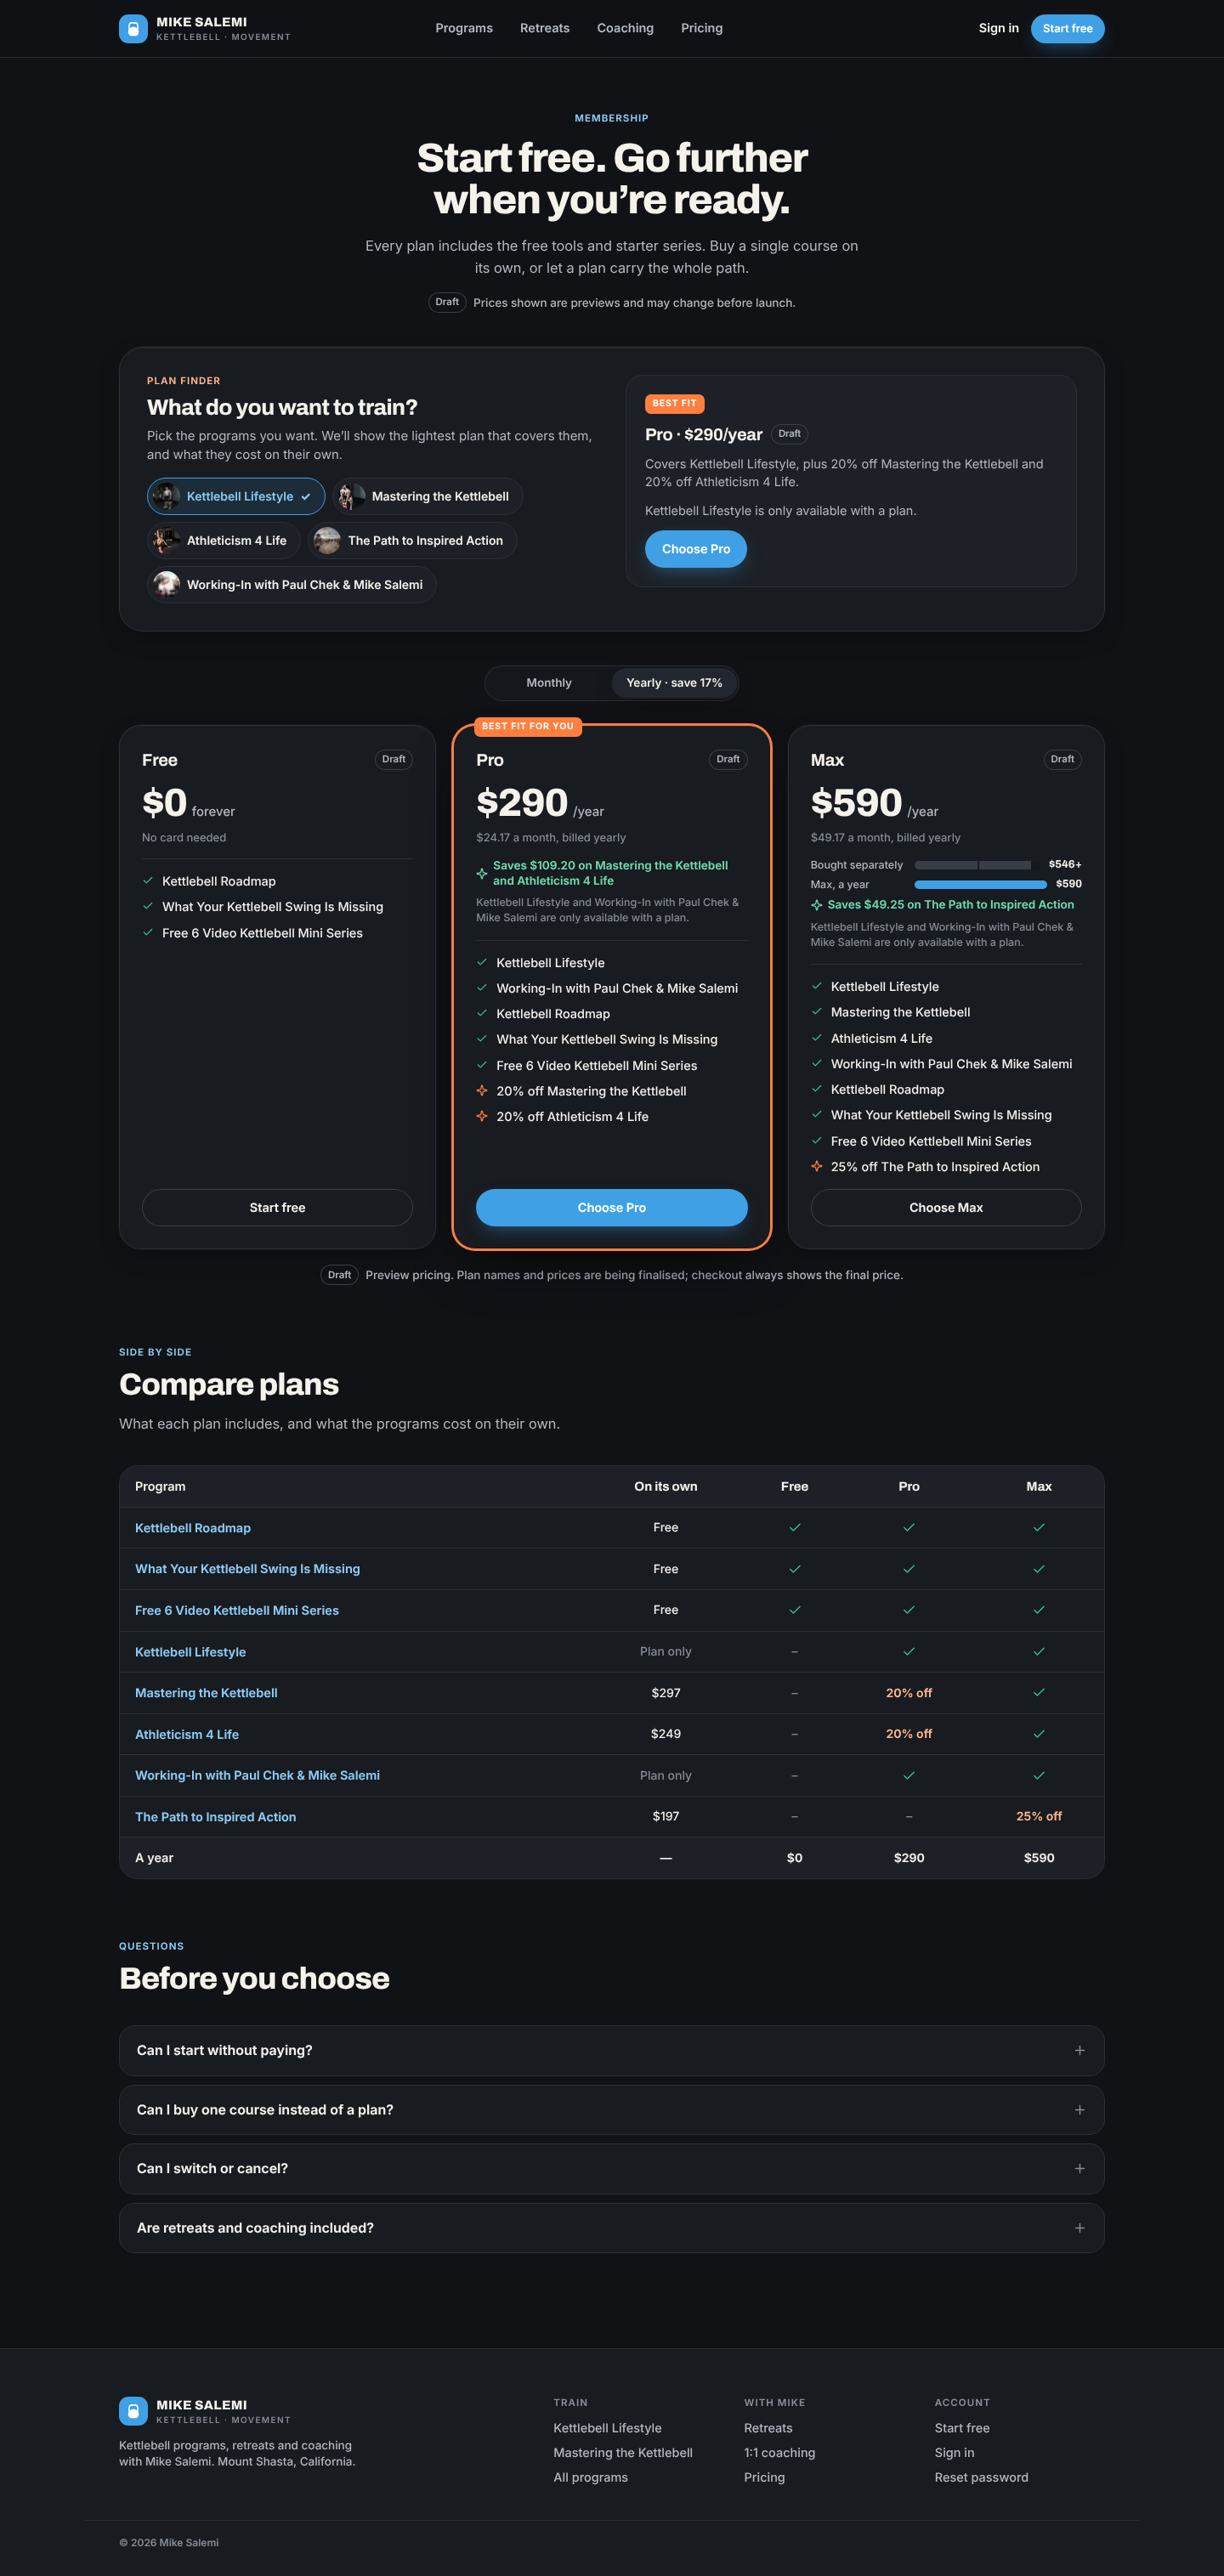 MIKE SALEMI
KETTLEBELL · MOVEMENT
Programs
Retreats
Coaching
Pricing
Sign in
Start free
MEMBERSHIP
Start free. Go further
when you’re ready.
Every plan includes the free tools and starter series. Buy a single course on
its own, or let a plan carry the whole path.
Draft Prices shown are previews and may change before launch.
PLAN FINDER
What do you want to train?
Pick the programs you want. We’ll show the lightest plan that covers them,
and what they cost on their own.
Kettlebell Lifestyle ✓
Mastering the Kettlebell
Athleticism 4 Life
The Path to Inspired Action
Working-In with Paul Chek & Mike Salemi
BEST FIT
Pro · $290/year Draft
Covers Kettlebell Lifestyle, plus 20% off Mastering the Kettlebell and
20% off Athleticism 4 Life.
Kettlebell Lifestyle is only available with a plan.
Choose Pro
Monthly
Yearly · save 17%
Free Draft
$0 forever
No card needed
Kettlebell Roadmap
What Your Kettlebell Swing Is Missing
Free 6 Video Kettlebell Mini Series
Start free
BEST FIT FOR YOU
Pro Draft
$290 /year
$24.17 a month, billed yearly
Saves $109.20 on Mastering the Kettlebell
and Athleticism 4 Life
Kettlebell Lifestyle and Working-In with Paul Chek &
Mike Salemi are only available with a plan.
Kettlebell Lifestyle
Working-In with Paul Chek & Mike Salemi
Kettlebell Roadmap
What Your Kettlebell Swing Is Missing
Free 6 Video Kettlebell Mini Series
20% off Mastering the Kettlebell
20% off Athleticism 4 Life
Choose Pro
Max Draft
$590 /year
$49.17 a month, billed yearly
Bought separately $546+
Max, a year $590
Saves $49.25 on The Path to Inspired Action
Kettlebell Lifestyle and Working-In with Paul Chek &
Mike Salemi are only available with a plan.
Kettlebell Lifestyle
Mastering the Kettlebell
Athleticism 4 Life
Working-In with Paul Chek & Mike Salemi
Kettlebell Roadmap
What Your Kettlebell Swing Is Missing
Free 6 Video Kettlebell Mini Series
25% off The Path to Inspired Action
Choose Max
Draft Preview pricing. Plan names and prices are being finalised; checkout always shows the final price.
SIDE BY SIDE
Compare plans
What each plan includes, and what the programs cost on their own.
Program On its own Free Pro Max
Kettlebell Roadmap Free ✓ ✓ ✓
What Your Kettlebell Swing Is Missing Free ✓ ✓ ✓
Free 6 Video Kettlebell Mini Series Free ✓ ✓ ✓
Kettlebell Lifestyle Plan only – ✓ ✓
Mastering the Kettlebell $297 – 20% off ✓
Athleticism 4 Life $249 – 20% off ✓
Working-In with Paul Chek & Mike Salemi Plan only – ✓ ✓
The Path to Inspired Action $197 – – 25% off
A year — $0 $290 $590
QUESTIONS
Before you choose
Can I start without paying? +
Can I buy one course instead of a plan? +
Can I switch or cancel? +
Are retreats and coaching included? +
MIKE SALEMI
KETTLEBELL · MOVEMENT
Kettlebell programs, retreats and coaching
with Mike Salemi. Mount Shasta, California.
TRAIN
Kettlebell Lifestyle
Mastering the Kettlebell
All programs
WITH MIKE
Retreats
1:1 coaching
Pricing
ACCOUNT
Start free
Sign in
Reset password
© 2026 Mike Salemi